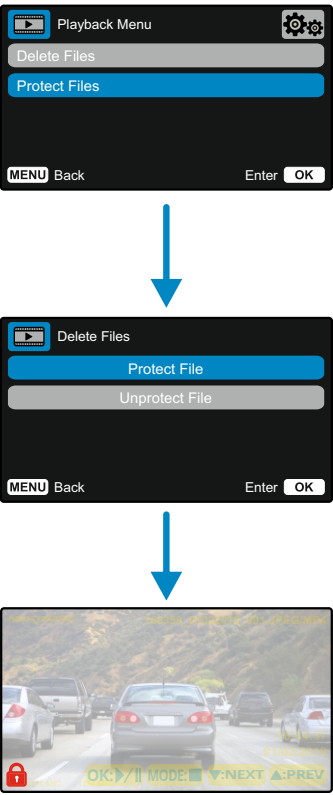 Playback Menu
Delete Files
Protect Files
MENU Back
Enter OK
Delete Files
Protect File
Unprotect File
MENU Back
Enter OK
OK:▶/II MODE:■ ▼:NEXT ▲:PREV